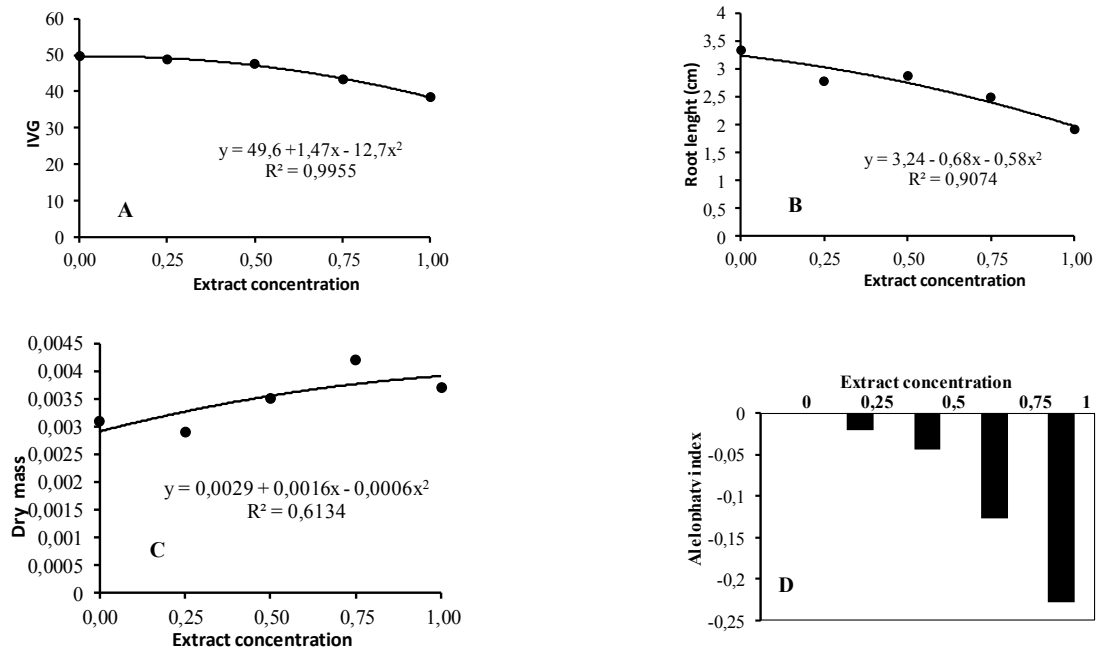 60
50
40
30
20
10
0
IVG
y = 49,6 +1,47x - 12,7x²
R² = 0,9955
A
0,00 0,25 0,50 0,75 1,00
Extract concentration
4
3,5
3
2,5
2
1,5
1
0,5
0
Root lenght (cm)
y = 3,24 - 0,68x - 0,58x²
R² = 0,9074
B
0,00 0,25 0,50 0,75 1,00
Extract concentration
0,0045
0,004
0,0035
0,003
0,0025
0,002
0,0015
0,001
0,0005
0
Dry mass
y = 0,0029 + 0,0016x - 0,0006x²
R² = 0,6134
C
0,00 0,25 0,50 0,75 1,00
Extract concentration
Extract concentration
0 0,25 0,5 0,75 1
0
-0,05
-0,1
-0,15
-0,2
-0,25
Alelophaty index
D